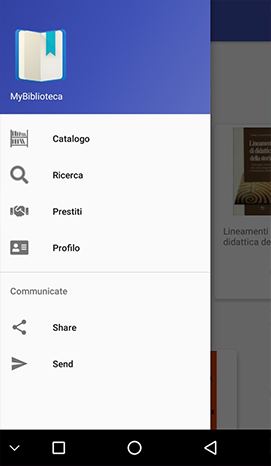 MyBiblioteca
Catalogo
Ricerca
Prestiti
Profilo
Communicate
Share
Send
Lineamenti
di didattica
della storia
Lineamenti
didattica de